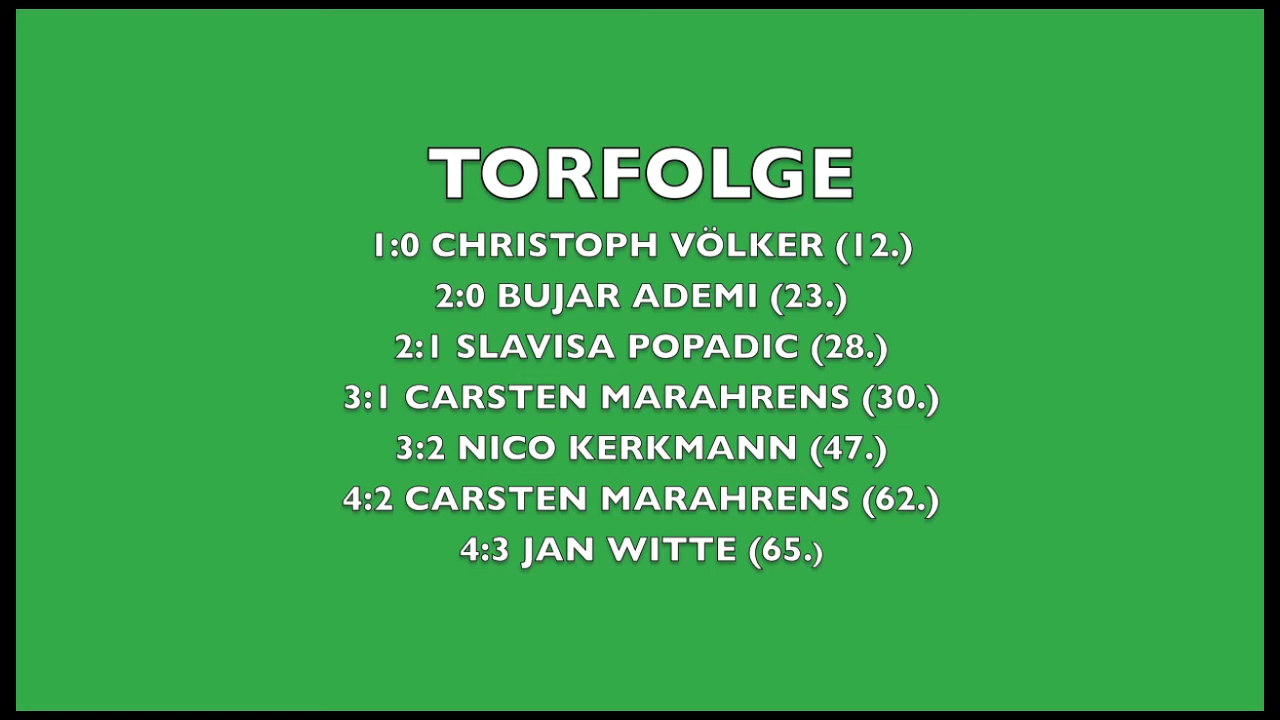 TORFOLGE
1:0 CHRISTOPH VÖLKER (12.)
2:0 BUJAR ADEMI (23.)
2:1 SLAVISA POPADIC (28.)
3:1 CARSTEN MARAHRENS (30.)
3:2 NICO KERKMANN (47.)
4:2 CARSTEN MARAHRENS (62.)
4:3 JAN WITTE (65.)